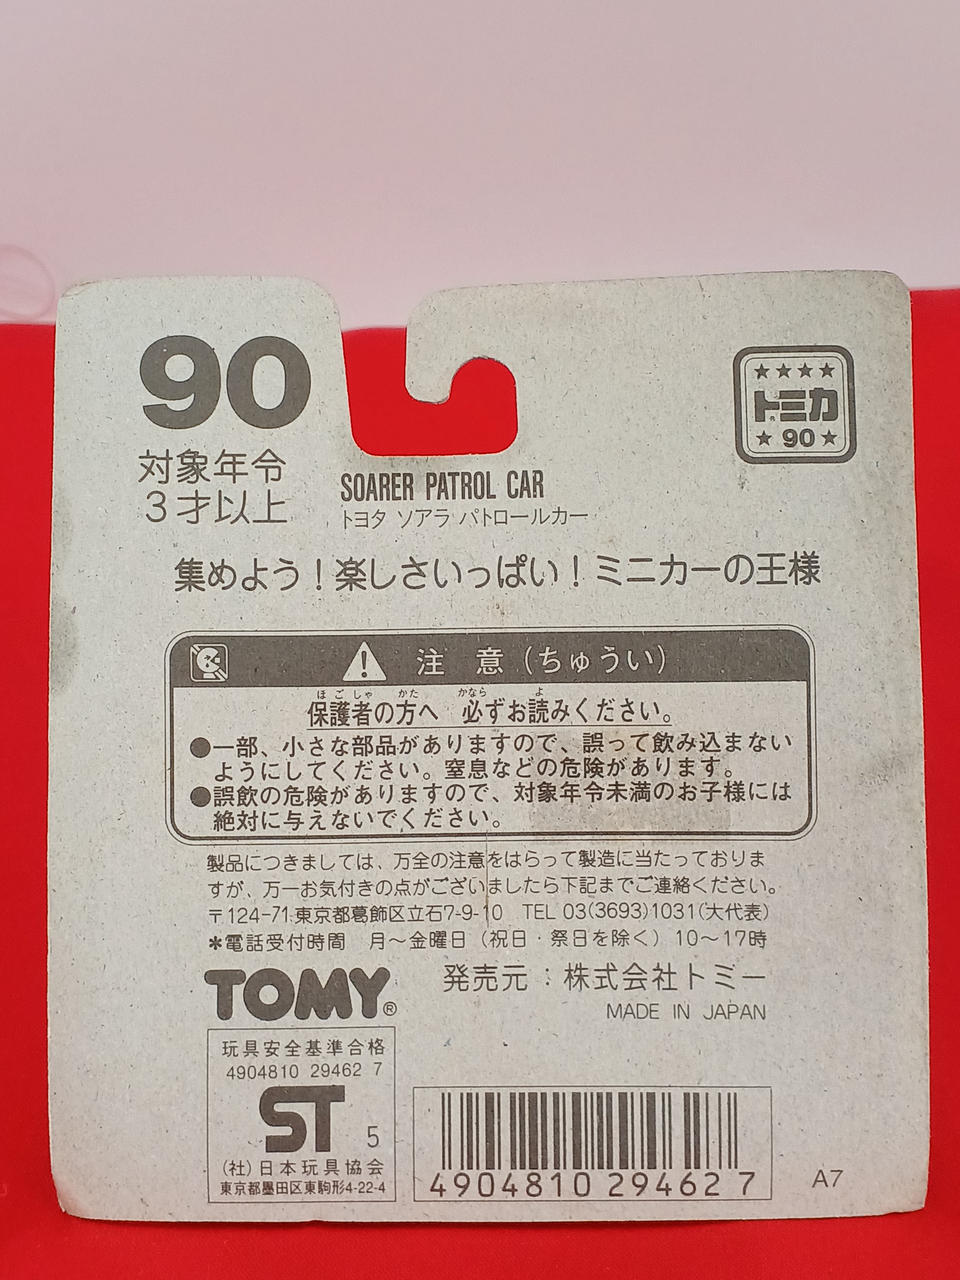 90
対象年令
3才以上
トミカ
90
SOARER PATROL CAR
トヨタ ソアラ パトロールカー
集めよう！楽しさいっぱい！ミニカーの王様
注 意（ちゅうい）
ほごしゃ かた かなら よ
保護者の方へ 必ずお読みください。
●一部、小さな部品がありますので、誤って飲み込まない
ようにしてください。窒息などの危険があります。
●誤飲の危険がありますので、対象年令未満のお子様には
絶対に与えないでください。
製品につきましては、万全の注意をはらって製造に当たっておりま
すが、万一お気付きの点がございましたら下記までご連絡ください。
〒124-71 東京都葛飾区立石7-9-10 TEL 03(3693)1031(大代表)
*電話受付時間 月～金曜日（祝日・祭日を除く）10～17時
TOMY®
発売元：株式会社トミー
MADE IN JAPAN
玩具安全基準合格
4904810 29462 7
ST 5
(社)日本玩具協会
東京都墨田区東駒形4-22-4
4904810 294627
A7